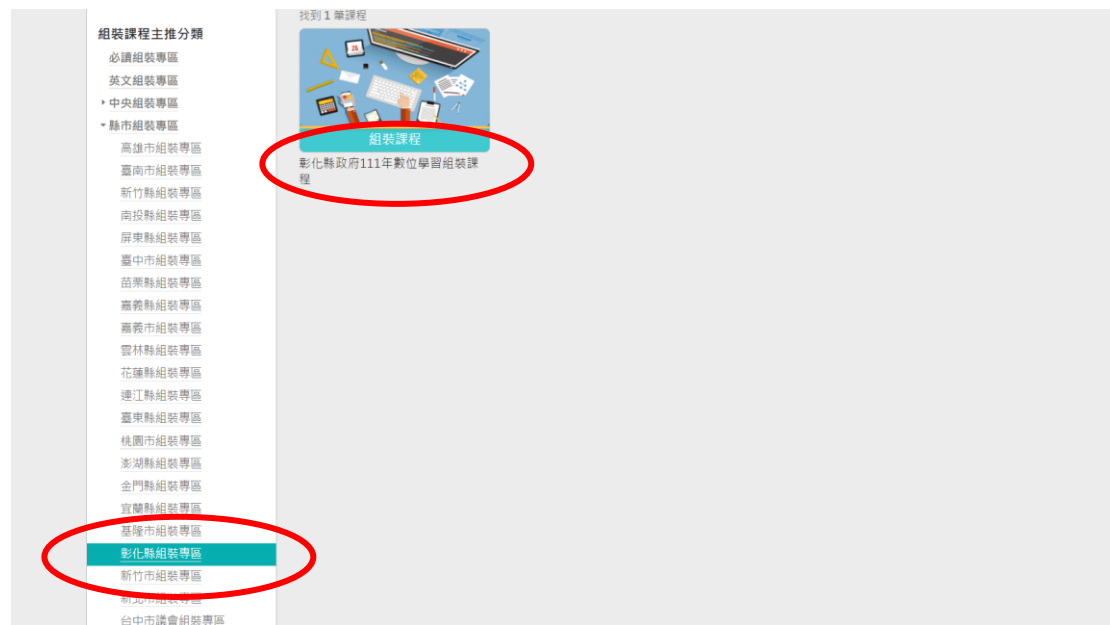 組裝課程主推分類
必讀組裝專區
英文組裝專區
中央組裝專區
縣市組裝專區
高雄市組裝專區
臺南市組裝專區
新竹縣組裝專區
南投縣組裝專區
屏東縣組裝專區
臺中市組裝專區
苗栗縣組裝專區
嘉義縣組裝專區
嘉義市組裝專區
雲林縣組裝專區
花蓮縣組裝專區
連江縣組裝專區
臺東縣組裝專區
桃園市組裝專區
澎湖縣組裝專區
金門縣組裝專區
宜蘭縣組裝專區
基隆市組裝專區
彰化縣組裝專區
新竹市組裝專區
新北市組裝專區
台中市議會組裝專區
找到 1 筆課程
組裝課程
彰化縣政府111年數位學習組裝課
程